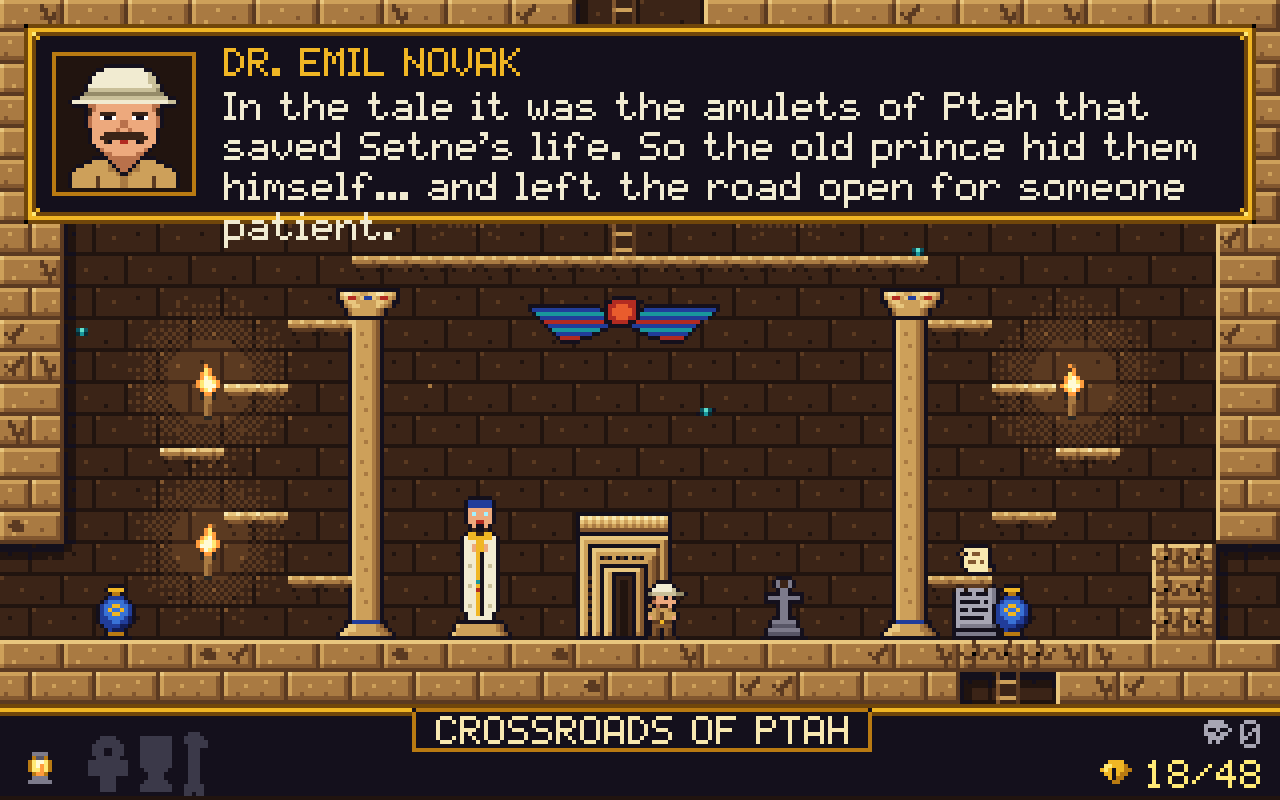 DR. EMIL NOVAK
In the tale it was the amulets of Ptah that
saved Setne's life. So the old prince hid them
himself... and left the road open for someone
patient.
CROSSROADS OF PTAH
0
18/48